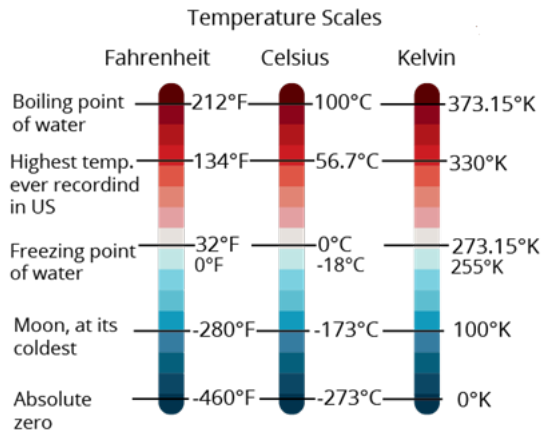 Temperature Scales
Fahrenheit Celsius Kelvin
Boiling point 212°F 100°C 373.15°K
of water
Highest temp. 134°F 56.7°C 330°K
ever recordind
in US
Freezing point 32°F 0°C 273.15°K
of water 0°F -18°C 255°K
Moon, at its -280°F -173°C 100°K
coldest
Absolute -460°F -273°C 0°K
zero